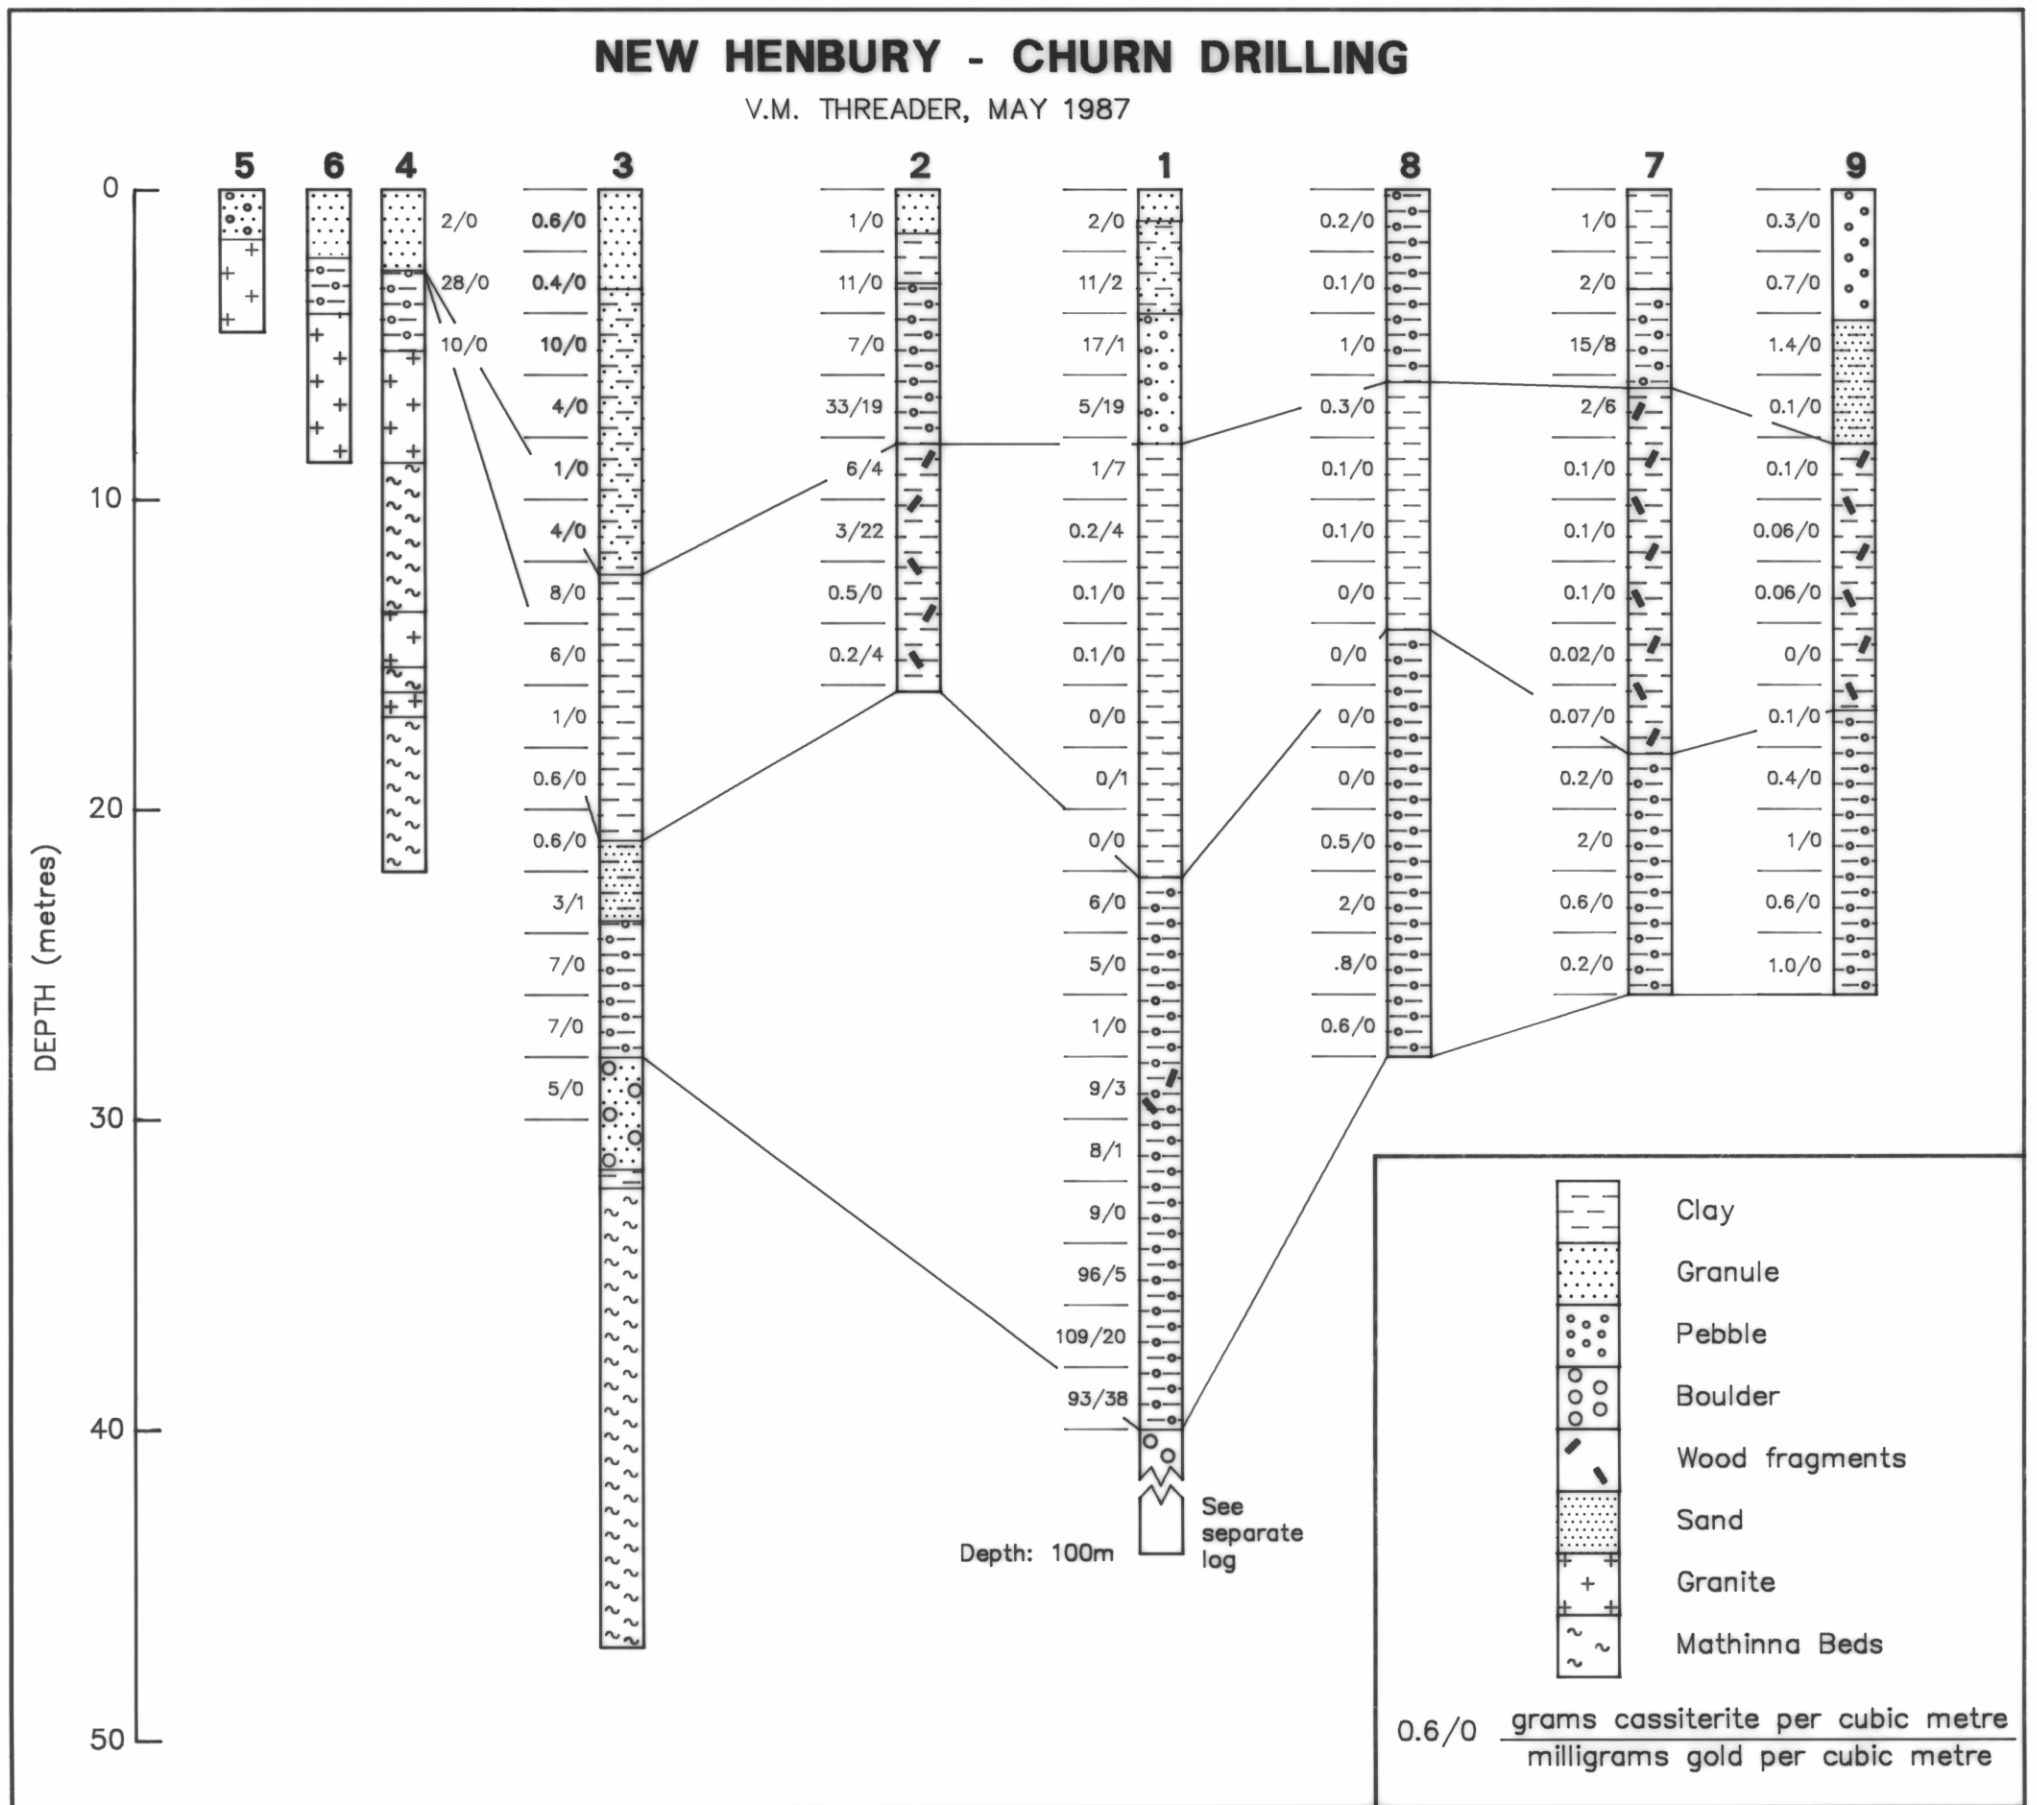 NEW HENBURY - CHURN DRILLING
V.M. THREADER, MAY 1987
5 6 4 3 2 1 8 7 9
0
2/0 0.6/0 1/0 2/0 0.2/0 1/0 0.3/0
28/0 0.4/0 11/0 11/2 0.1/0 2/0 0.7/0
10/0 10/0 7/0 17/1 1/0 15/8 1.4/0
4/0 33/19 5/19 0.3/0 2/6 0.1/0
1/0 6/4 1/7 0.1/0 0.1/0 0.1/0
10
4/0 3/22 0.2/4 0.1/0 0.1/0 0.06/0
8/0 0.5/0 0.1/0 0/0 0.1/0 0.06/0
6/0 0.2/4 0.1/0 0/0 0.02/0 0/0
1/0 0/0 0/0 0.07/0 0.1/0
0.6/0 0/1 0/0 0.2/0 0.4/0
20
0.6/0 0/0 0.5/0 2/0 1/0
3/1 6/0 2/0 0.6/0 0.6/0
7/0 5/0 .8/0 0.2/0 1.0/0
7/0 1/0 0.6/0
5/0 9/3
30
8/1
9/0
96/5
109/20
93/38
40
50
DEPTH (metres)
Depth: 100m
See
separate
log
Clay
Granule
Pebble
Boulder
Wood fragments
Sand
Granite
Mathinna Beds
0.6/0 grams cassiterite per cubic metre
milligrams gold per cubic metre